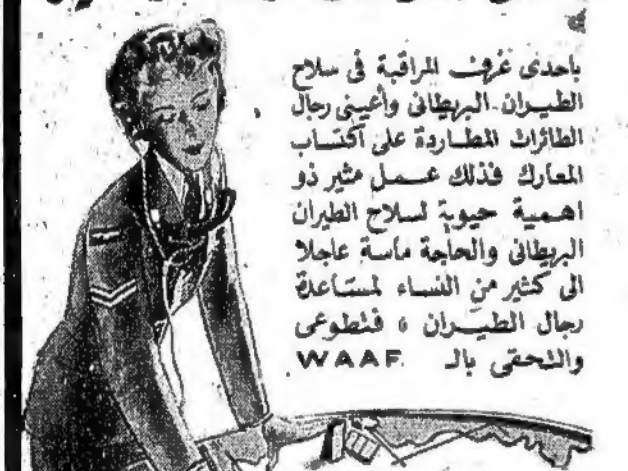 باحدى غرف المراقبة فى سلاح
الطيران البريطانى وأعينى رجال
الطائرات المطاردة على اكتساب
المعارك فذلك عمل مثير ذو
اهمية حيوية لسلاح الطيران
البريطانى والحاجة ماسة عاجلا
الى كثير من النساء لمساعدة
رجال الطيران ، فتطوعى
والتحقى بالـ WAAF.